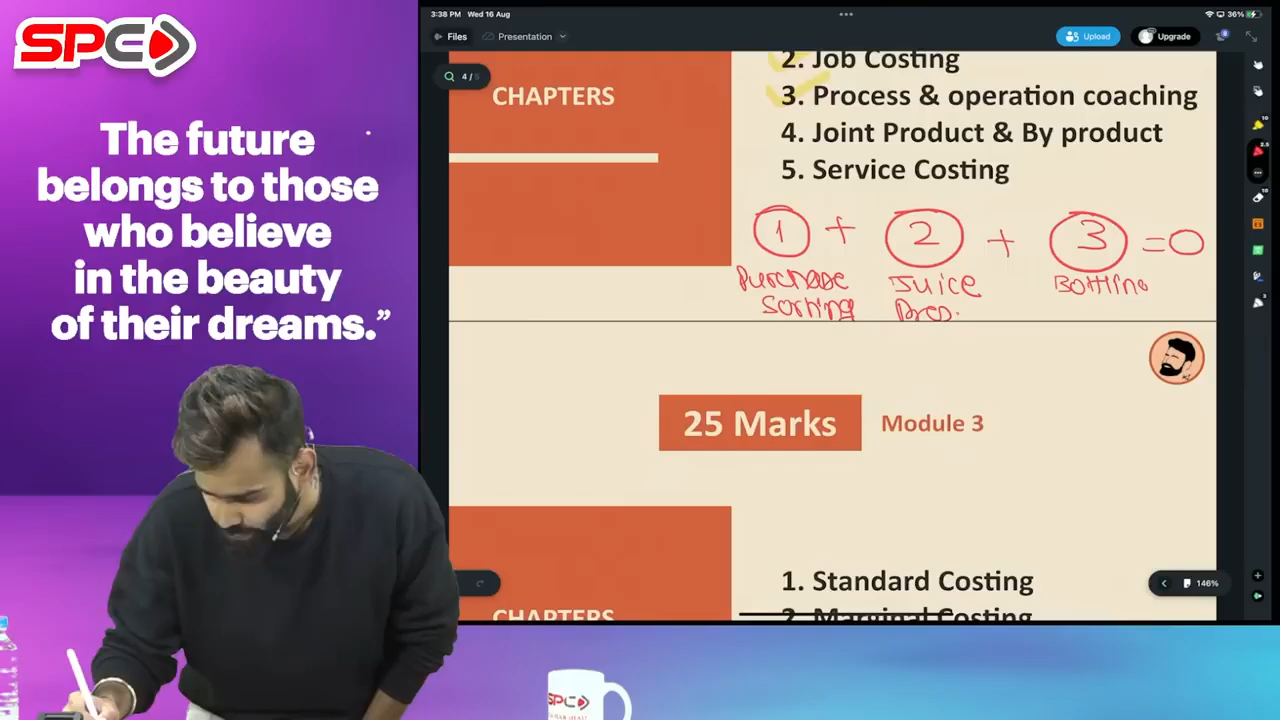 SPC
The future
belongs to those
who believe
in the beauty
of their dreams.”
3:38 PM Wed 16 Aug
36%
Files
Presentation
Upload
Upgrade
4 / 5
CHAPTERS
2. Job Costing
3. Process & operation coaching
4. Joint Product & By product
5. Service Costing
1 + 2 + 3 = 0
Purchase
Sorting
Juice
Prep.
Bottling
25 Marks
Module 3
CHAPTERS
1. Standard Costing
2. Marginal Costing
146%
SPC